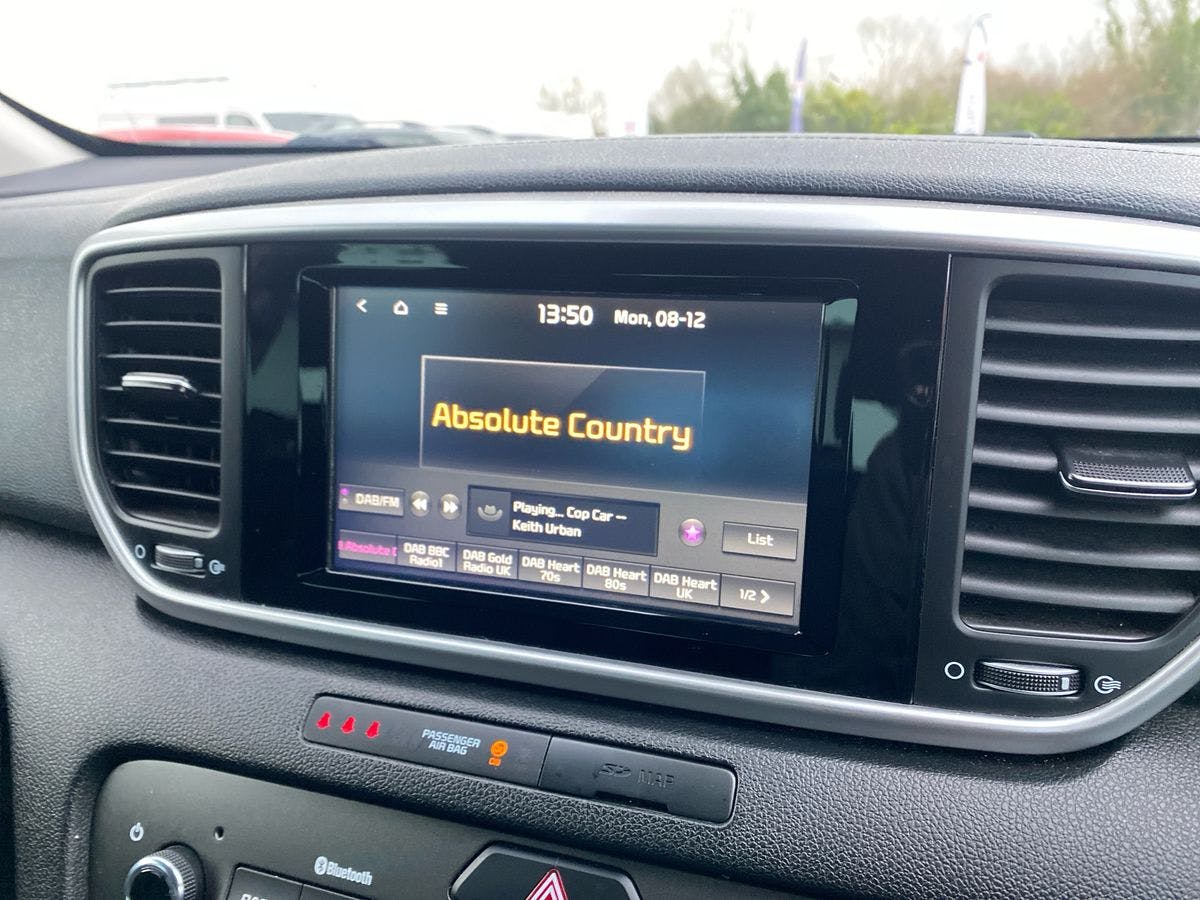 13:50 Mon, 08-12
Absolute Country
DAB/FM
Playing... Cop Car —
Keith Urban
List
Absolute C
DAB BBC
Radio1
DAB Gold
Radio UK
DAB Heart
70s
DAB Heart
80s
DAB Heart
UK
1/2
PASSENGER
AIR BAG
MAP
Bluetooth